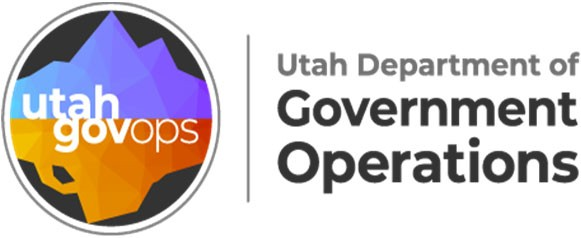 utah
govops
Utah Department of
Government
Operations